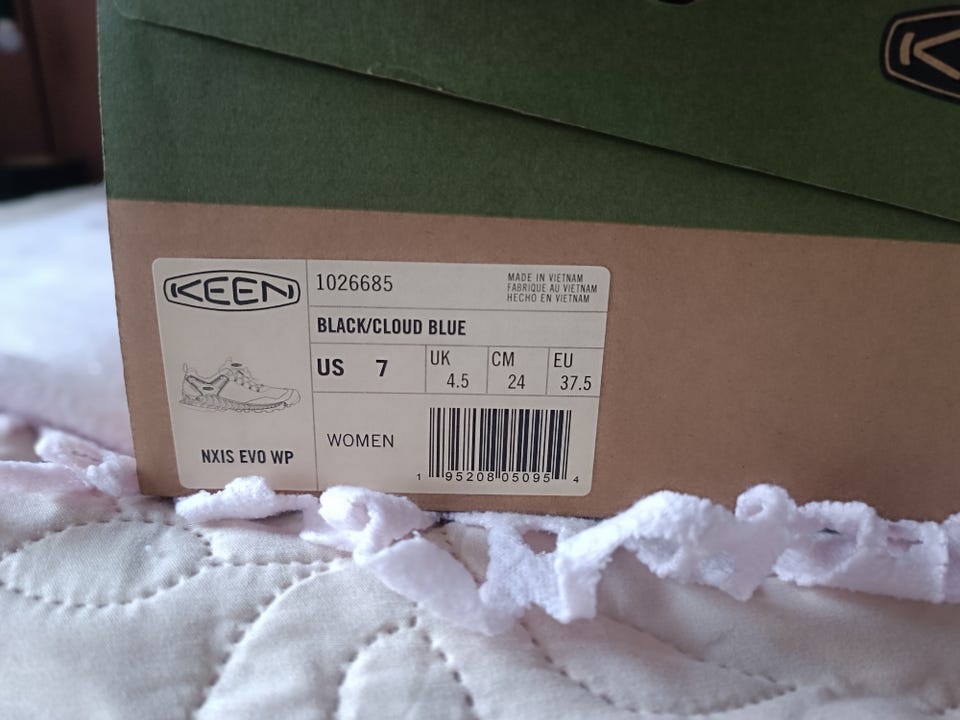 KEEN
1026685
MADE IN VIETNAM
FABRIQUE AU VIETNAM
HECHO EN VIETNAM
BLACK/CLOUD BLUE
US 7
UK 4.5
CM 24
EU 37.5
NXIS EVO WP
WOMEN
1 95208 05095 4